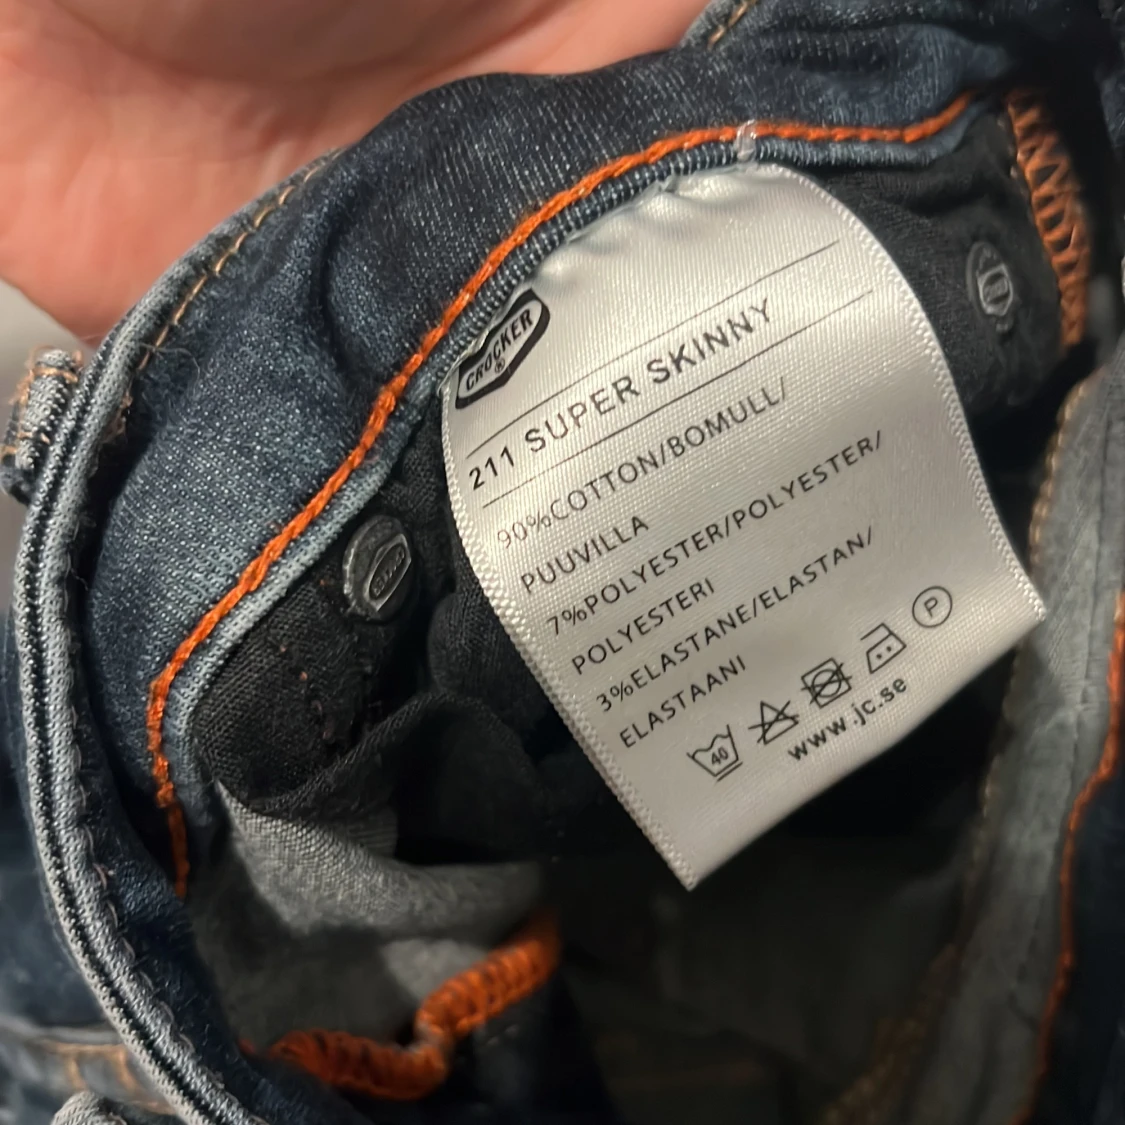 CROCKER
®
211 SUPER SKINNY
90%COTTON/BOMULL/
PUUVILLA
7%POLYESTER/POLYESTER/
POLYESTERI
3%ELASTANE/ELASTAN/
ELASTAANI
40
P
www.jc.se